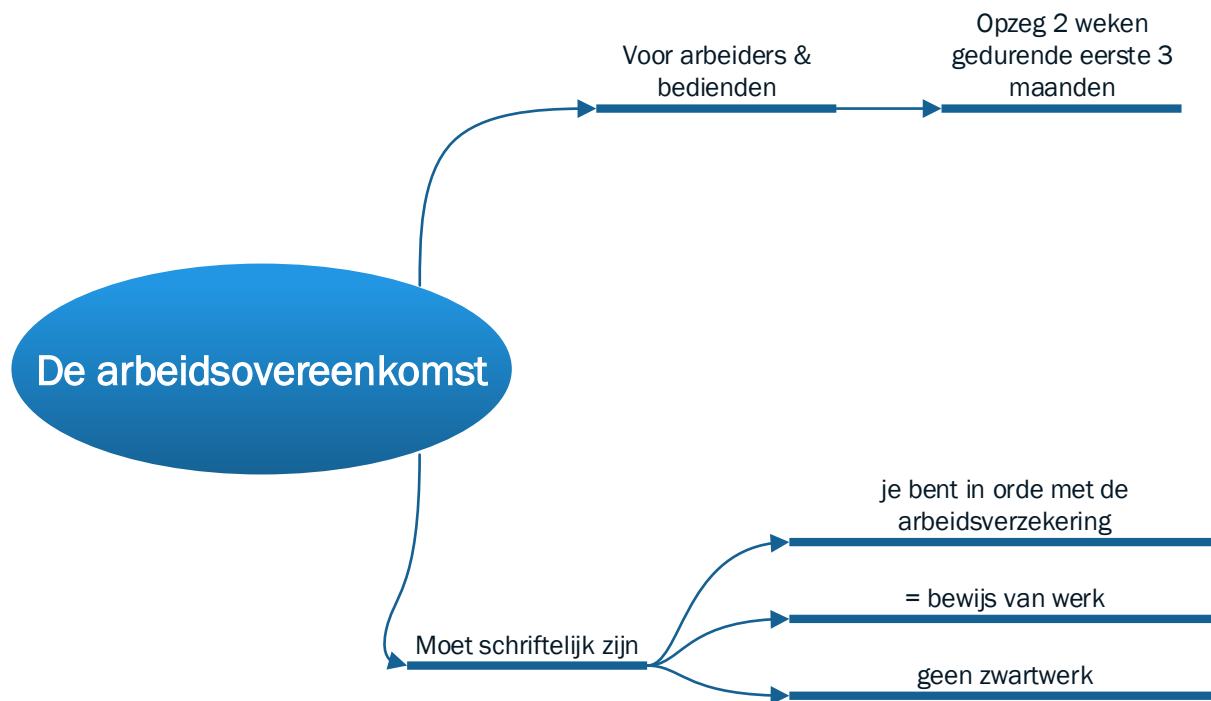 Opzeg 2 weken
gedurende eerste 3
maanden
Voor arbeiders &
bedienden
De arbeidsovereenkomst
je bent in orde met de
arbeidsverzekering
= bewijs van werk
Moet schriftelijk zijn
geen zwartwerk